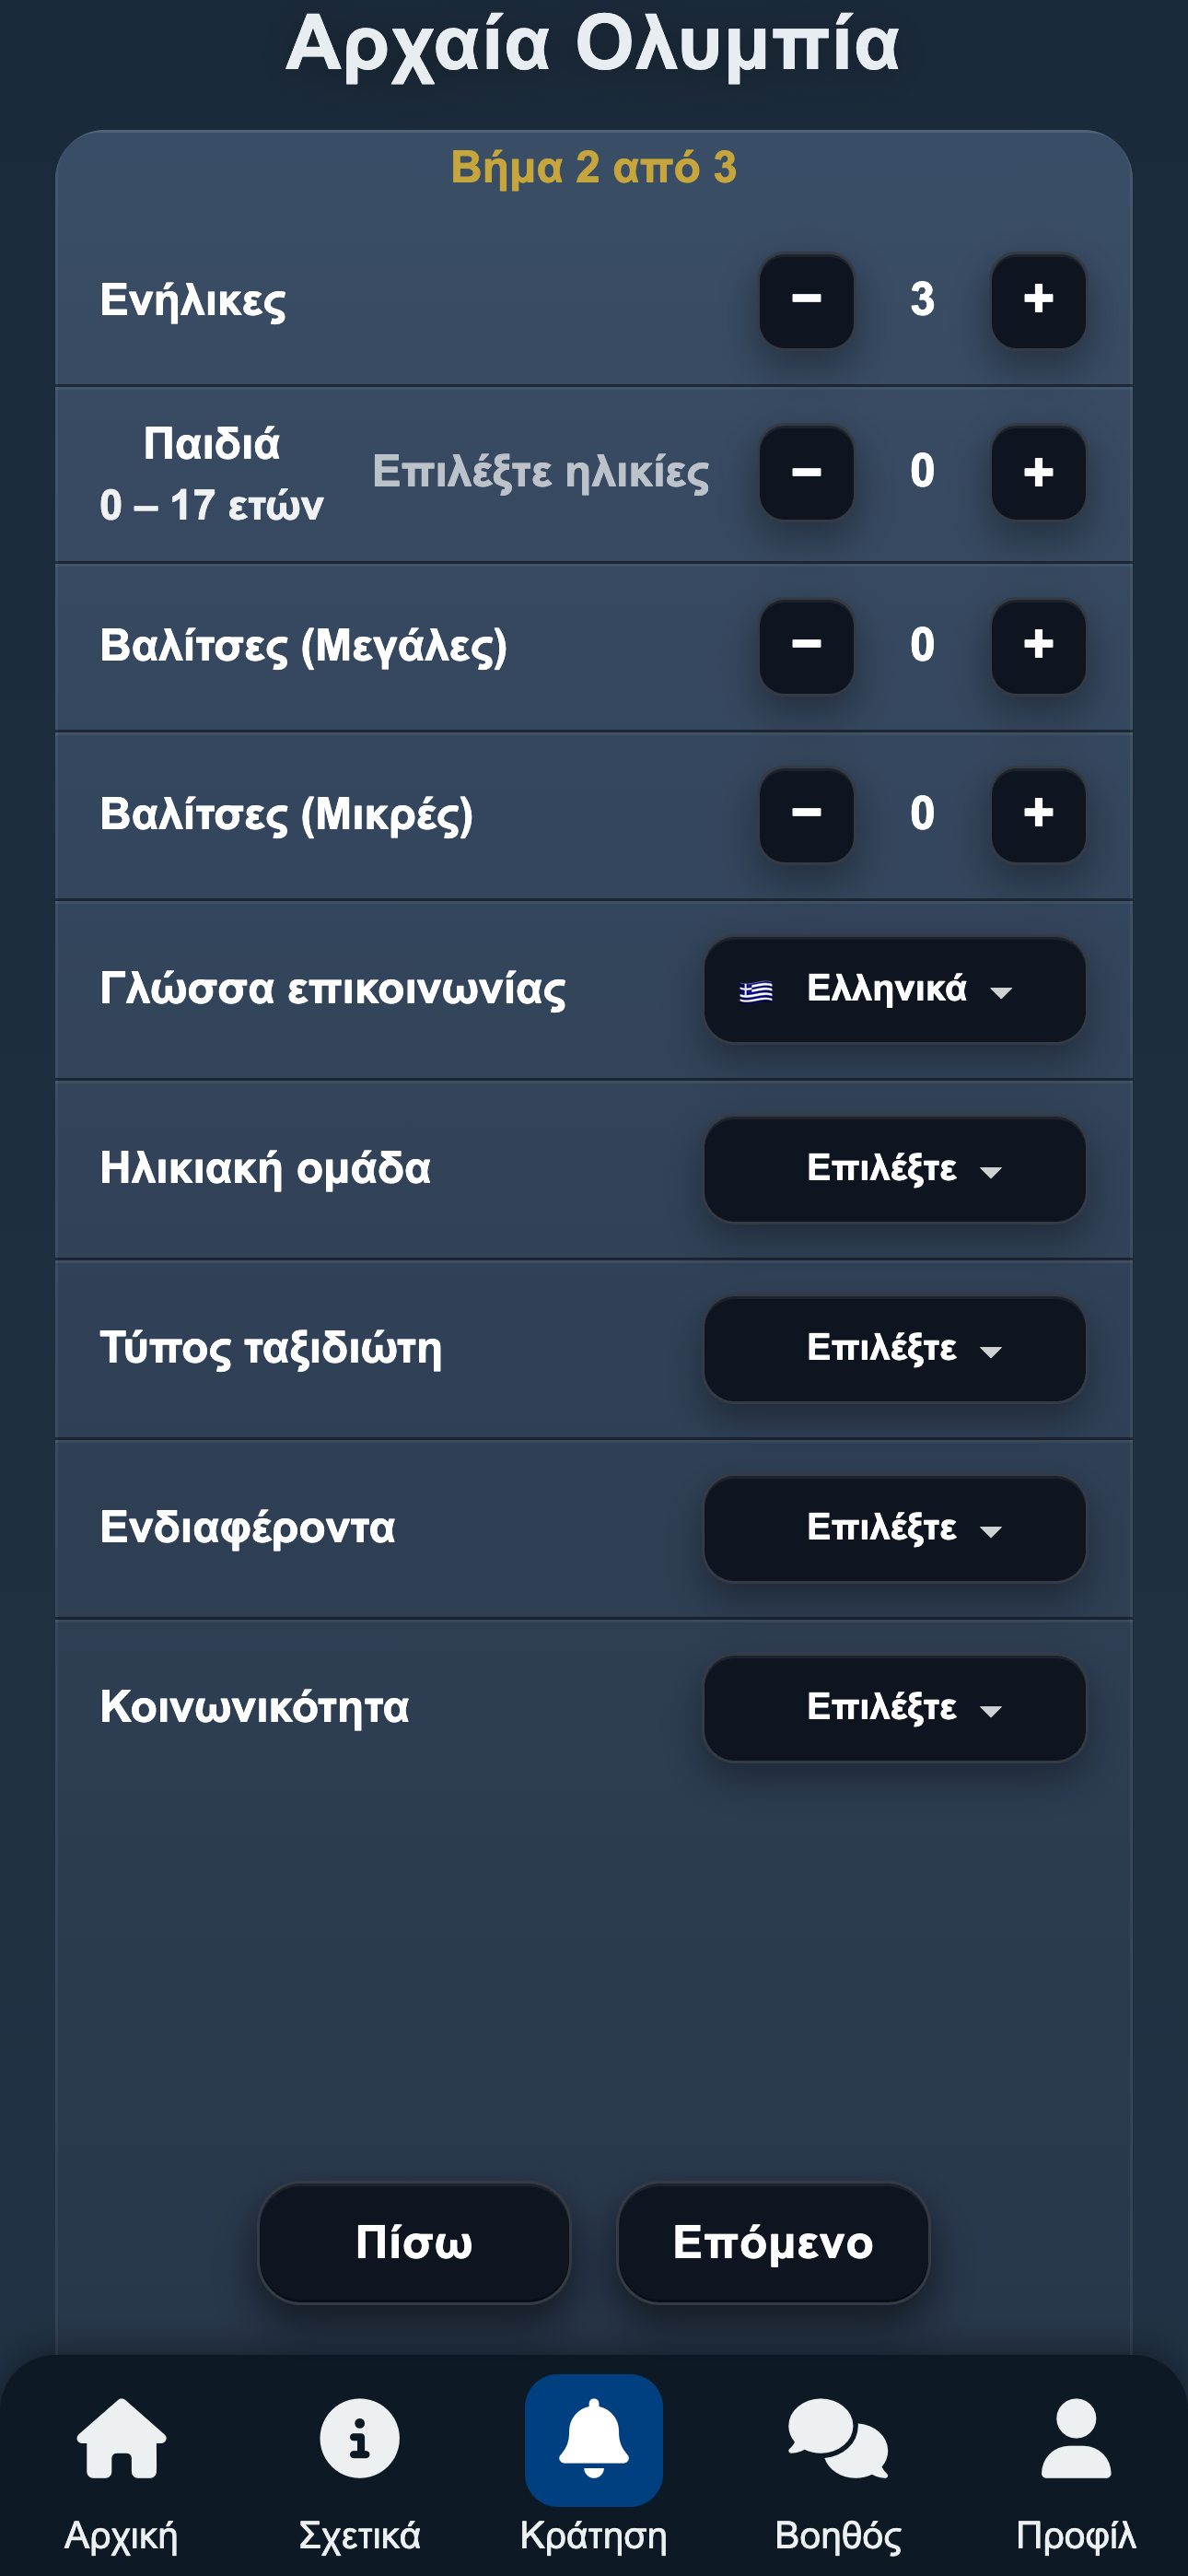 Αρχαία Ολυμπία
Βήμα 2 από 3
Ενήλικες − 3 +
Παιδιά
0 – 17 ετών Επιλέξτε ηλικίες − 0 +
Βαλίτσες (Μεγάλες) − 0 +
Βαλίτσες (Μικρές) − 0 +
Γλώσσα επικοινωνίας Ελληνικά
Ηλικιακή ομάδα Επιλέξτε
Τύπος ταξιδιώτη Επιλέξτε
Ενδιαφέροντα Επιλέξτε
Κοινωνικότητα Επιλέξτε
Πίσω Επόμενο
Αρχική Σχετικά Κράτηση Βοηθός Προφίλ